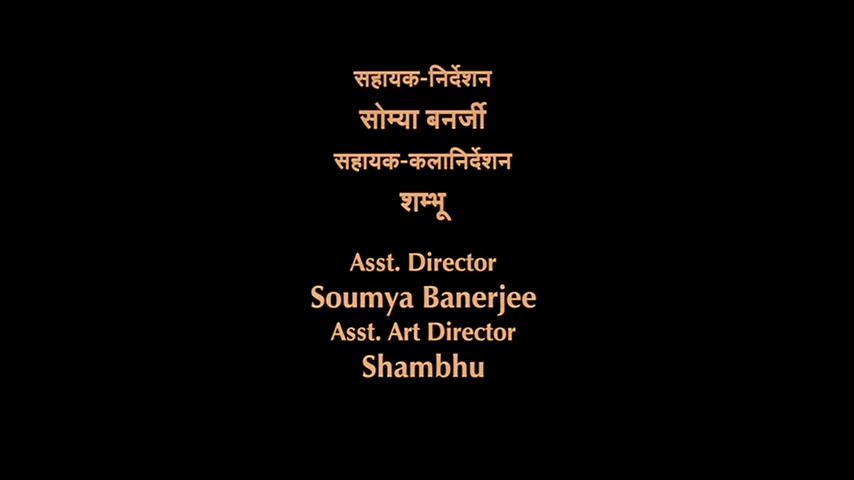 सहायक-निर्देशन
सोम्या बनर्जी
सहायक-कलानिर्देशन
शम्भू
Asst. Director
Soumya Banerjee
Asst. Art Director
Shambhu